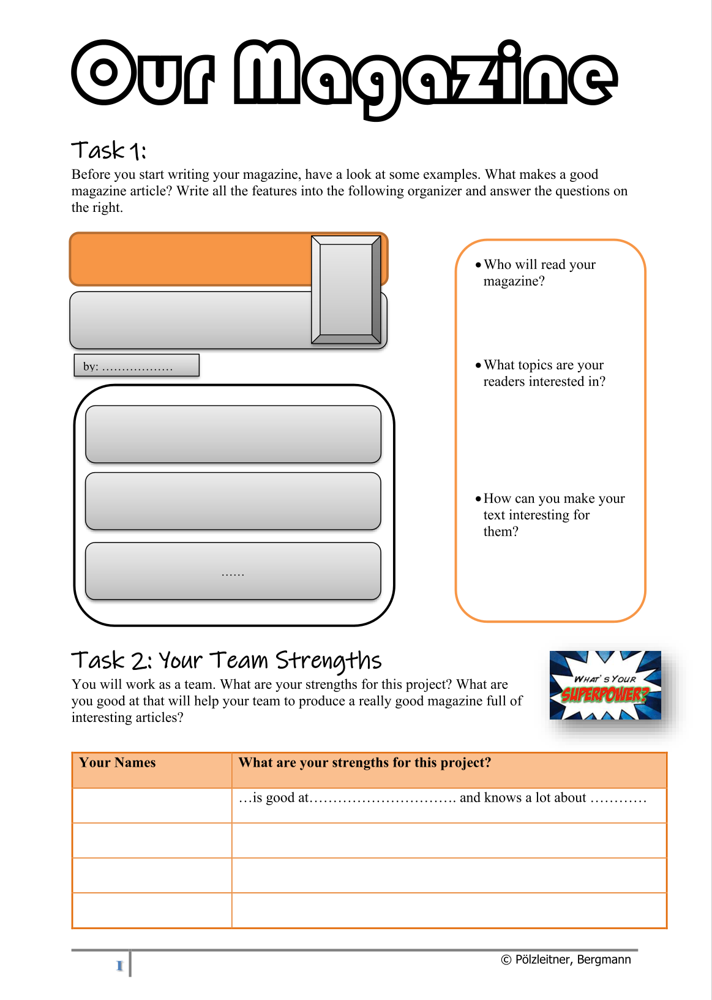 Our Magazine
Task 1:
Before you start writing your magazine, have a look at some examples. What makes a good
magazine article? Write all the features into the following organizer and answer the questions on
the right.
by: ………………
……
•Who will read your
magazine?
•What topics are your
readers interested in?
•How can you make your
text interesting for
them?
Task 2: Your Team Strengths
You will work as a team. What are your strengths for this project? What are
you good at that will help your team to produce a really good magazine full of
interesting articles?
WHAT'S YOUR
SUPERPOWER?
Your Names
What are your strengths for this project?
…is good at…………………………. and knows a lot about …………
1
© Pölzleitner, Bergmann